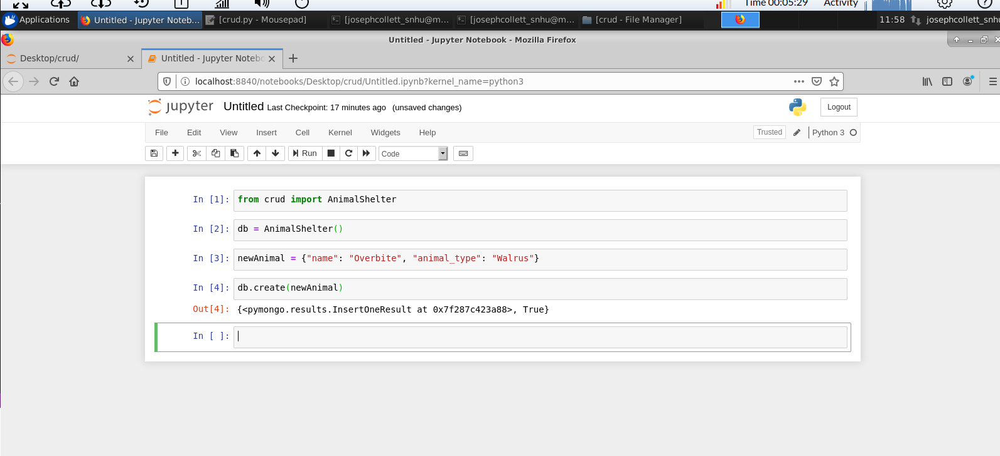 Time 00:05:29 Activity
Applications Untitled - Jupyter Noteb... [crud.py - Mousepad] [josephcollett_snhu@m... [josephcollett_snhu@m... [crud - File Manager] 11:58 josephcollett_snhu
Untitled - Jupyter Notebook - Mozilla Firefox
Desktop/crud/ Untitled - Jupyter Notebo
localhost:8840/notebooks/Desktop/crud/Untitled.ipynb?kernel_name=python3
jupyter Untitled Last Checkpoint: 17 minutes ago (unsaved changes) Logout
File Edit View Insert Cell Kernel Widgets Help Trusted Python 3
Run Code
In [1]: from crud import AnimalShelter
In [2]: db = AnimalShelter()
In [3]: newAnimal = {"name": "Overbite", "animal_type": "Walrus"}
In [4]: db.create(newAnimal)
Out[4]: {<pymongo.results.InsertOneResult at 0x7f287c423a88>, True}
In [ ]: